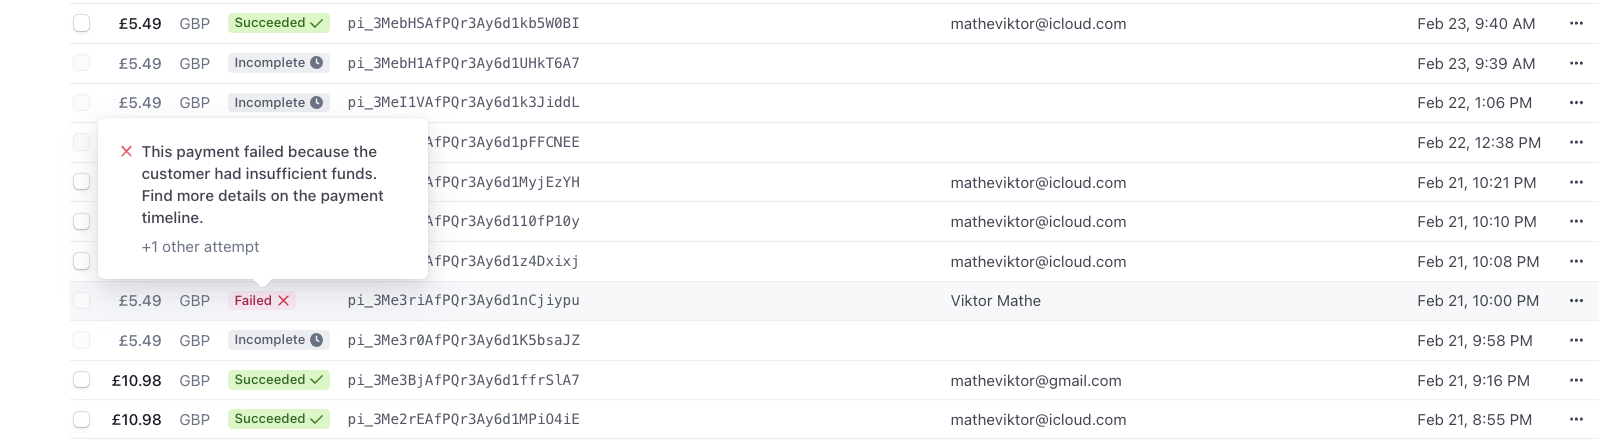 £5.49 GBP Succeeded pi_3MebHSAfPQr3Ay6d1kb5W0BI matheviktor@icloud.com Feb 23, 9:40 AM
£5.49 GBP Incomplete pi_3MebH1AfPQr3Ay6d1UHkT6A7 Feb 23, 9:39 AM
£5.49 GBP Incomplete pi_3MeI1VAfPQr3Ay6d1k3JiddL Feb 22, 1:06 PM
AfPQr3Ay6d1pFFCNEE Feb 22, 12:38 PM
This payment failed because the
customer had insufficient funds.
Find more details on the payment
timeline.
+1 other attempt
AfPQr3Ay6d1MyjEzYH matheviktor@icloud.com Feb 21, 10:21 PM
AfPQr3Ay6d110fP10y matheviktor@icloud.com Feb 21, 10:10 PM
AfPQr3Ay6d1z4Dxixj matheviktor@icloud.com Feb 21, 10:08 PM
£5.49 GBP Failed pi_3Me3riAfPQr3Ay6d1nCjiypu Viktor Mathe Feb 21, 10:00 PM
£5.49 GBP Incomplete pi_3Me3r0AfPQr3Ay6d1K5bsaJZ Feb 21, 9:58 PM
£10.98 GBP Succeeded pi_3Me3BjAfPQr3Ay6d1ffrSlA7 matheviktor@gmail.com Feb 21, 9:16 PM
£10.98 GBP Succeeded pi_3Me2rEAfPQr3Ay6d1MPiO4iE matheviktor@icloud.com Feb 21, 8:55 PM